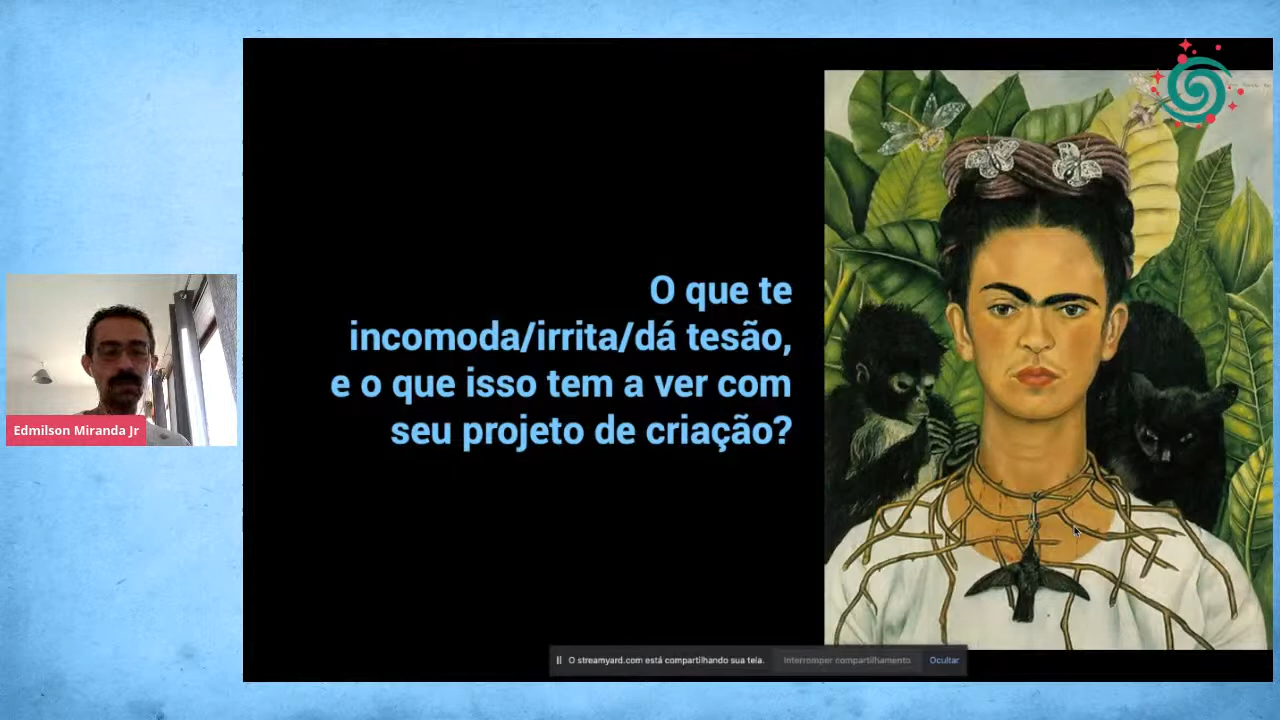 O que te
incomoda/irrita/dá tesão,
e o que isso tem a ver com
seu projeto de criação?
Edmilson Miranda Jr
O streamyard.com está compartilhando sua tela. Interromper compartilhamento Ocultar